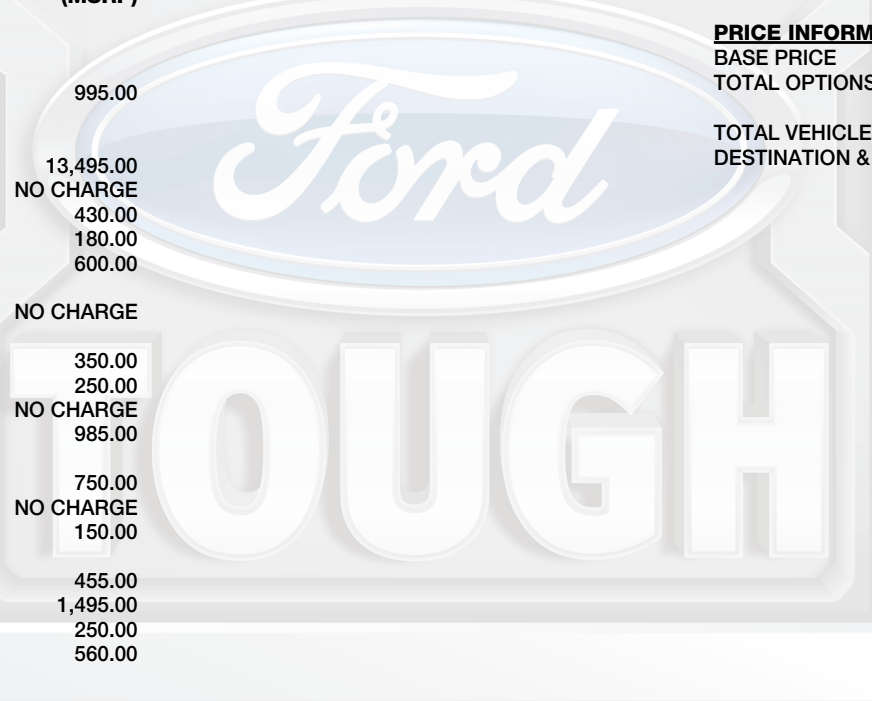 (MSRP)
995.00
13,495.00
NO CHARGE
430.00
180.00
600.00
NO CHARGE
350.00
250.00
NO CHARGE
985.00
750.00
NO CHARGE
150.00
455.00
1,495.00
250.00
560.00
PRICE INFORM
BASE PRICE
TOTAL OPTIONS
TOTAL VEHICLE
DESTINATION &
Ford
TOUGH